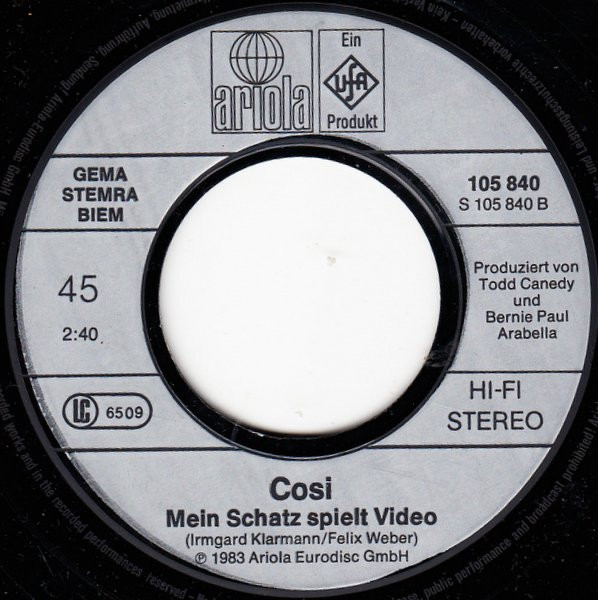 ariola
Ein
UFA
Produkt
GEMA
STEMRA
BIEM
105 840
S 105 840 B
45
2:40
Produziert von
Todd Canedy
und
Bernie Paul
Arabella
LC 6509
HI-FI
STEREO
Cosi
Mein Schatz spielt Video
(Irmgard Klarmann/Felix Weber)
℗ 1983 Ariola Eurodisc GmbH